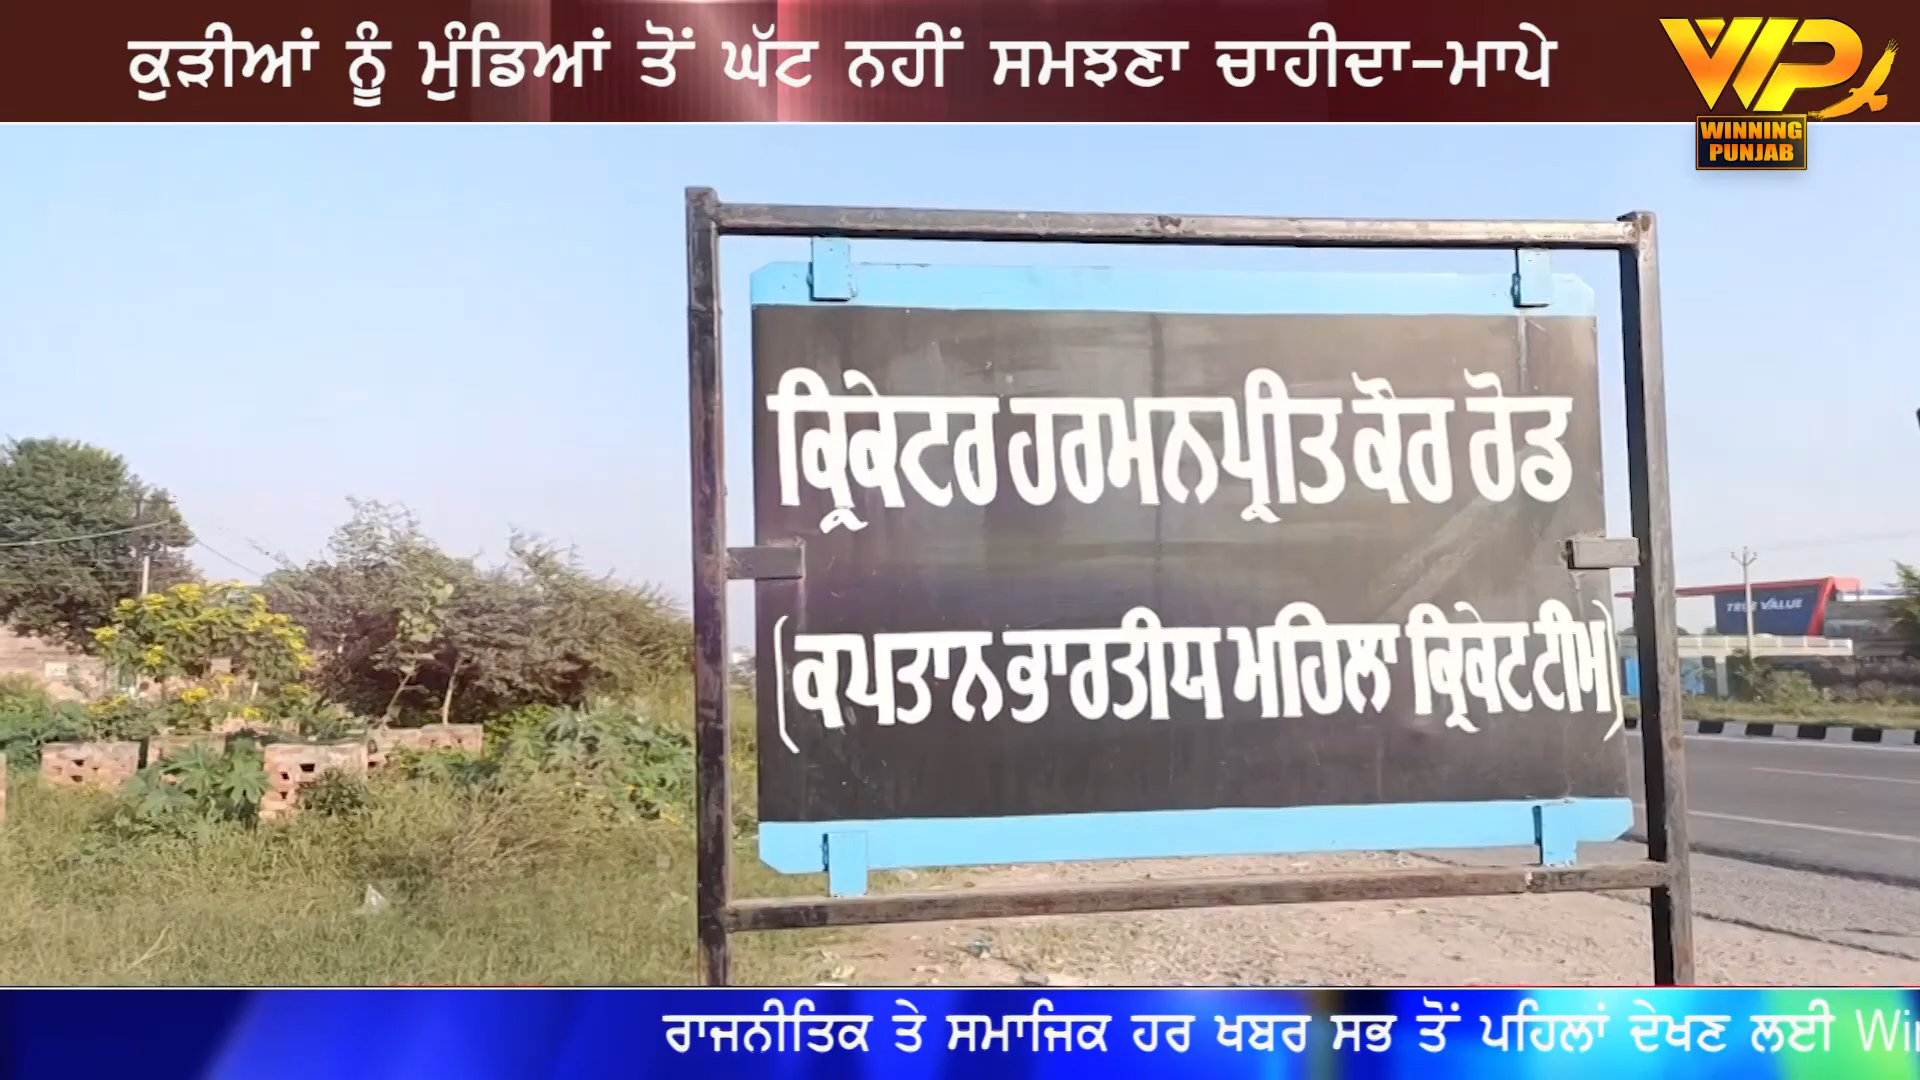 ਕੁੜੀਆਂ ਨੂੰ ਮੁੰਡਿਆਂ ਤੋਂ ਘੱਟ ਨਹੀਂ ਸਮਝਣਾ ਚਾਹੀਦਾ-ਮਾਪੇ
VIP
WINNING
PUNJAB
ਕ੍ਰਿਕੇਟਰ ਹਰਮਨਪ੍ਰੀਤ ਕੌਰ ਰੋਡ
TRUE VALUE
(ਕਪਤਾਨ ਭਾਰਤੀਯ ਮਹਿਲਾ ਕ੍ਰਿਕੇਟ ਟੀਮ)
ਰਾਜਨੀਤਿਕ ਤੇ ਸਮਾਜਿਕ ਹਰ ਖਬਰ ਸਭ ਤੋਂ ਪਹਿਲਾਂ ਦੇਖਣ ਲਈ